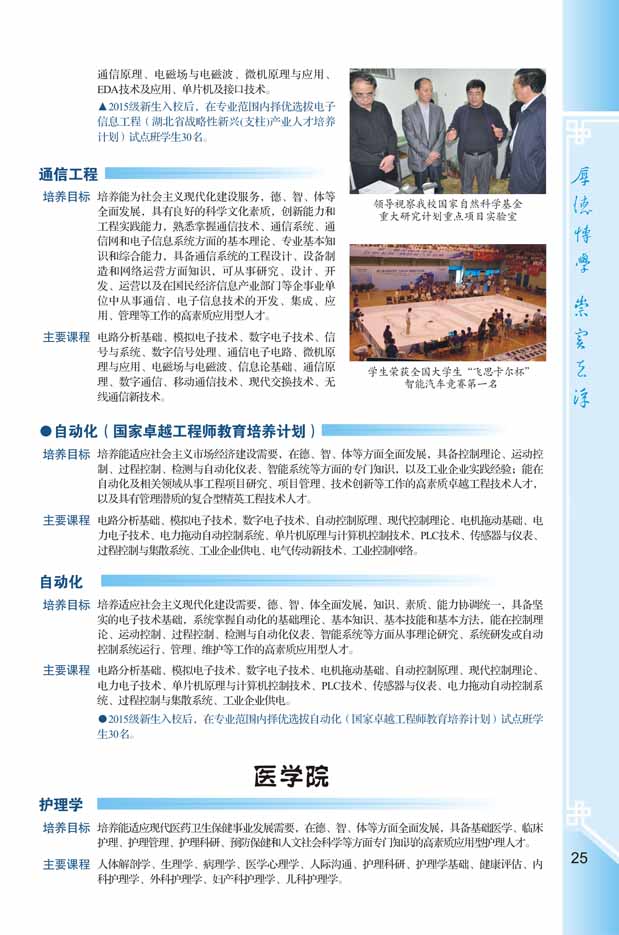 通信原理、电磁场与电磁波、微机原理与应用、
EDA技术及应用、单片机及接口技术。
▲2015级新生入校后，在专业范围内择优选拔电子
信息工程（湖北省战略性新兴(支柱)产业人才培养
计划）试点班学生30名。
领导视察我校国家自然科学基金
重大研究计划重点项目实验室
通信工程
培养目标 培养能为社会主义现代化建设服务，德、智、体等
全面发展，具有良好的科学文化素质，创新能力和
工程实践能力，熟悉掌握通信技术、通信系统、通
信网和电子信息系统方面的基本理论、专业基本知
识和综合能力，具备通信系统的工程设计、设备制
造和网络运营方面知识，可从事研究、设计、开
发、运营以及在国民经济信息产业部门等企事业单
位中从事通信、电子信息技术的开发、集成、应
用、管理等工作的高素质应用型人才。
主要课程 电路分析基础、模拟电子技术、数字电子技术、信
号与系统、数字信号处理、通信电子电路、微机原
理与应用、电磁场与电磁波、信息论基础、通信原
理、数字通信、移动通信技术、现代交换技术、无
线通信新技术。
学生荣获全国大学生“飞思卡尔杯”
智能汽车竞赛第一名
●自动化（国家卓越工程师教育培养计划）
培养目标 培养能适应社会主义市场经济建设需要，在德、智、体等方面全面发展，具备控制理论、运动控
制、过程控制、检测与自动化仪表、智能系统等方面的专门知识，以及工业企业实践经验；能在
自动化及相关领域从事工程项目研究、项目管理、技术创新等工作的高素质卓越工程技术人才，
以及具有管理潜质的复合型精英工程技术人才。
主要课程 电路分析基础、模拟电子技术、数字电子技术、自动控制原理、现代控制理论、电机拖动基础、电
力电子技术、电力拖动自动控制系统、单片机原理与计算机控制技术、PLC技术、传感器与仪表、
过程控制与集散系统、工业企业供电、电气传动新技术、工业控制网络。
自动化
培养目标 培养适应社会主义现代化建设需要，德、智、体全面发展，知识、素质、能力协调统一，具备坚
实的电子技术基础，系统掌握自动化的基础理论、基本知识、基本技能和基本方法，能在控制理
论、运动控制、过程控制、检测与自动化仪表、智能系统等方面从事理论研究、系统研发或自动
控制系统运行、管理、维护等工作的高素质应用型人才。
主要课程 电路分析基础、模拟电子技术、数字电子技术、电机拖动基础、自动控制原理、现代控制理论、
电力电子技术、单片机原理与计算机控制技术、PLC技术、传感器与仪表、电力拖动自动控制系
统、过程控制与集散系统、工业企业供电。
●2015级新生入校后，在专业范围内择优选拔自动化（国家卓越工程师教育培养计划）试点班学
生30名。
医学院
护理学
培养目标 培养能适应现代医药卫生保健事业发展需要，在德、智、体等方面全面发展，具备基础医学、临床
护理、护理管理、护理科研、预防保健和人文社会科学等方面专门知识的高素质应用型护理人才。
主要课程 人体解剖学、生理学、病理学、医学心理学、人际沟通、护理科研、护理学基础、健康评估、内
科护理学、外科护理学、妇产科护理学、儿科护理学。
厚德博學 崇实去浮
25